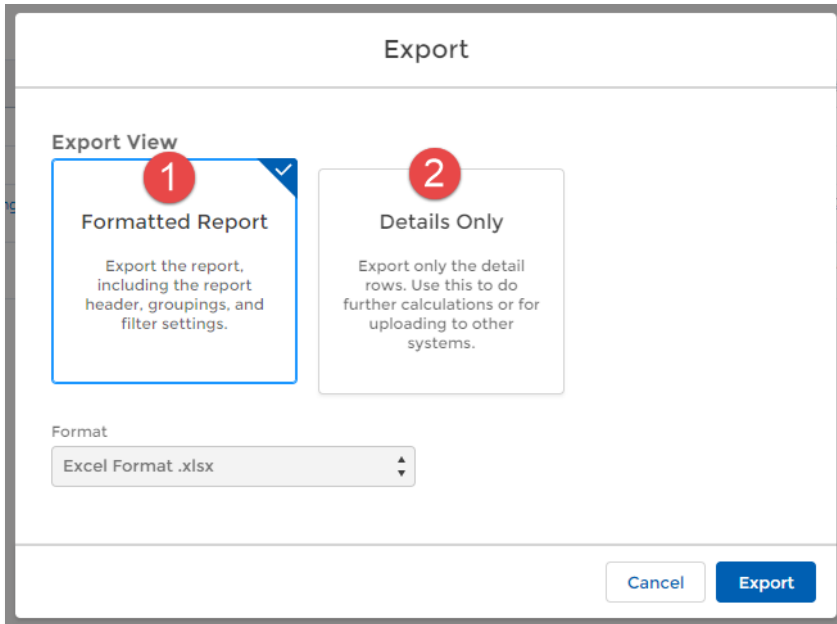 Export
Export View
1
Formatted Report
Export the report,
including the report
header, groupings, and
filter settings.
2
Details Only
Export only the detail
rows. Use this to do
further calculations or for
uploading to other
systems.
Format
Excel Format .xlsx
Cancel
Export